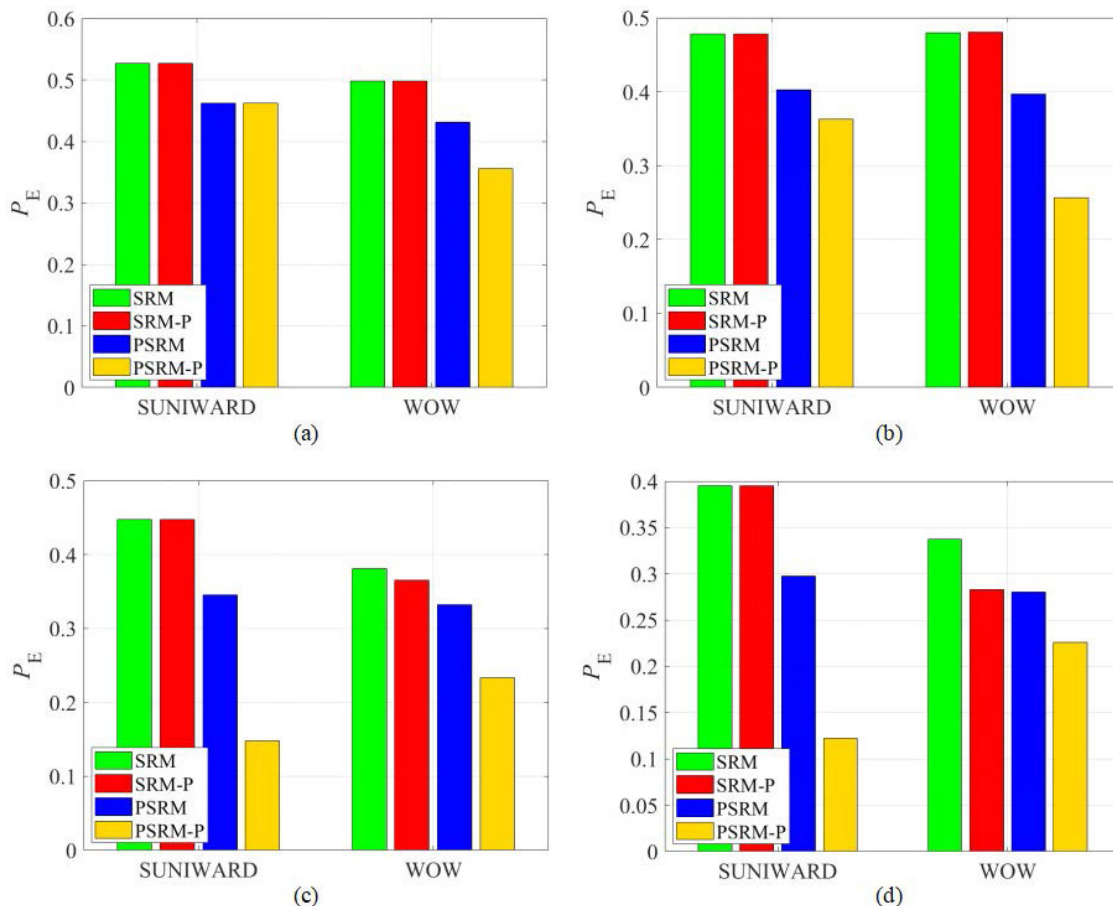 0.6
0.5
0.4
0.3
0.2
0.1
0
P_E
SRM
SRM-P
PSRM
PSRM-P
SUNIWARD WOW
(a)
0.5
0.4
0.3
0.2
0.1
0
P_E
SRM
SRM-P
PSRM
PSRM-P
SUNIWARD WOW
(b)
0.5
0.4
0.3
0.2
0.1
0
P_E
SRM
SRM-P
PSRM
PSRM-P
SUNIWARD WOW
(c)
0.4
0.35
0.3
0.25
0.2
0.15
0.1
0.05
0
P_E
SRM
SRM-P
PSRM
PSRM-P
SUNIWARD WOW
(d)